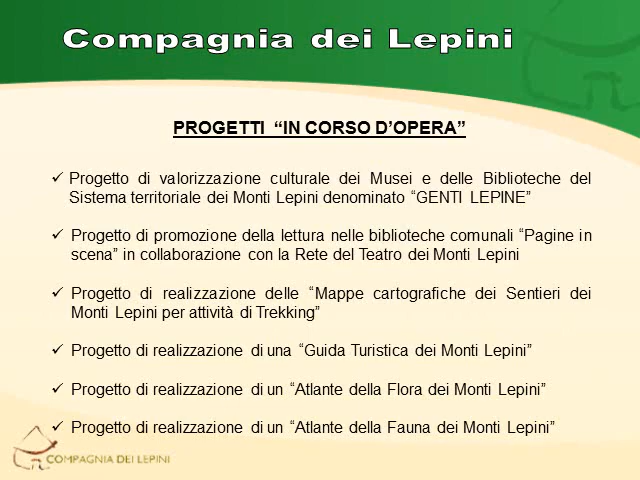 Compagnia dei Lepini
PROGETTI “IN CORSO D’OPERA”
✓ Progetto di valorizzazione culturale dei Musei e delle Biblioteche del
Sistema territoriale dei Monti Lepini denominato “GENTI LEPINE”
✓ Progetto di promozione della lettura nelle biblioteche comunali “Pagine in
scena” in collaborazione con la Rete del Teatro dei Monti Lepini
✓ Progetto di realizzazione delle “Mappe cartografiche dei Sentieri dei
Monti Lepini per attività di Trekking”
✓ Progetto di realizzazione di una “Guida Turistica dei Monti Lepini”
✓ Progetto di realizzazione di un “Atlante della Flora dei Monti Lepini”
✓ Progetto di realizzazione di un “Atlante della Fauna dei Monti Lepini”
COMPAGNIA DEI LEPINI